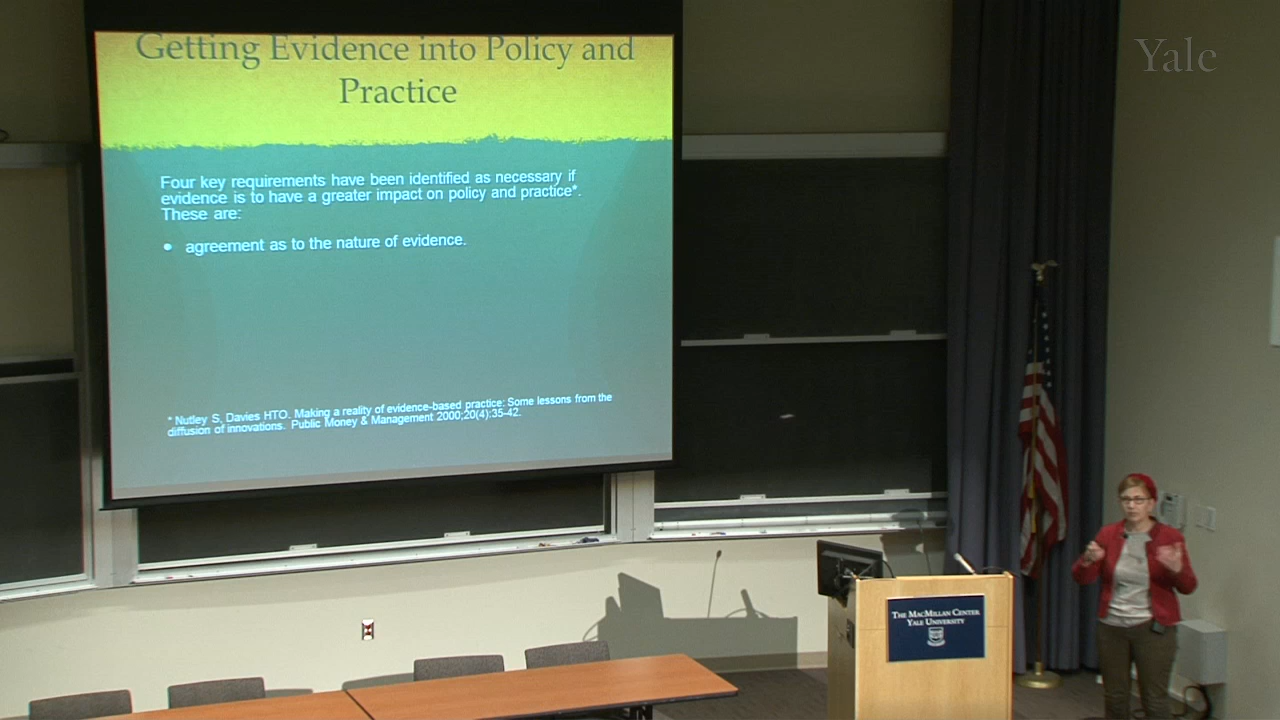 Getting Evidence into Policy and
Practice
Four key requirements have been identified as necessary if
evidence is to have a greater impact on policy and practice*.
These are:
• agreement as to the nature of evidence.
* Nutley S, Davies HTO. Making a reality of evidence-based practice: Some lessons from the
diffusion of innovations. Public Money & Management 2000;20(4):35-42.
Yale
THE MACMILLAN CENTER
YALE UNIVERSITY